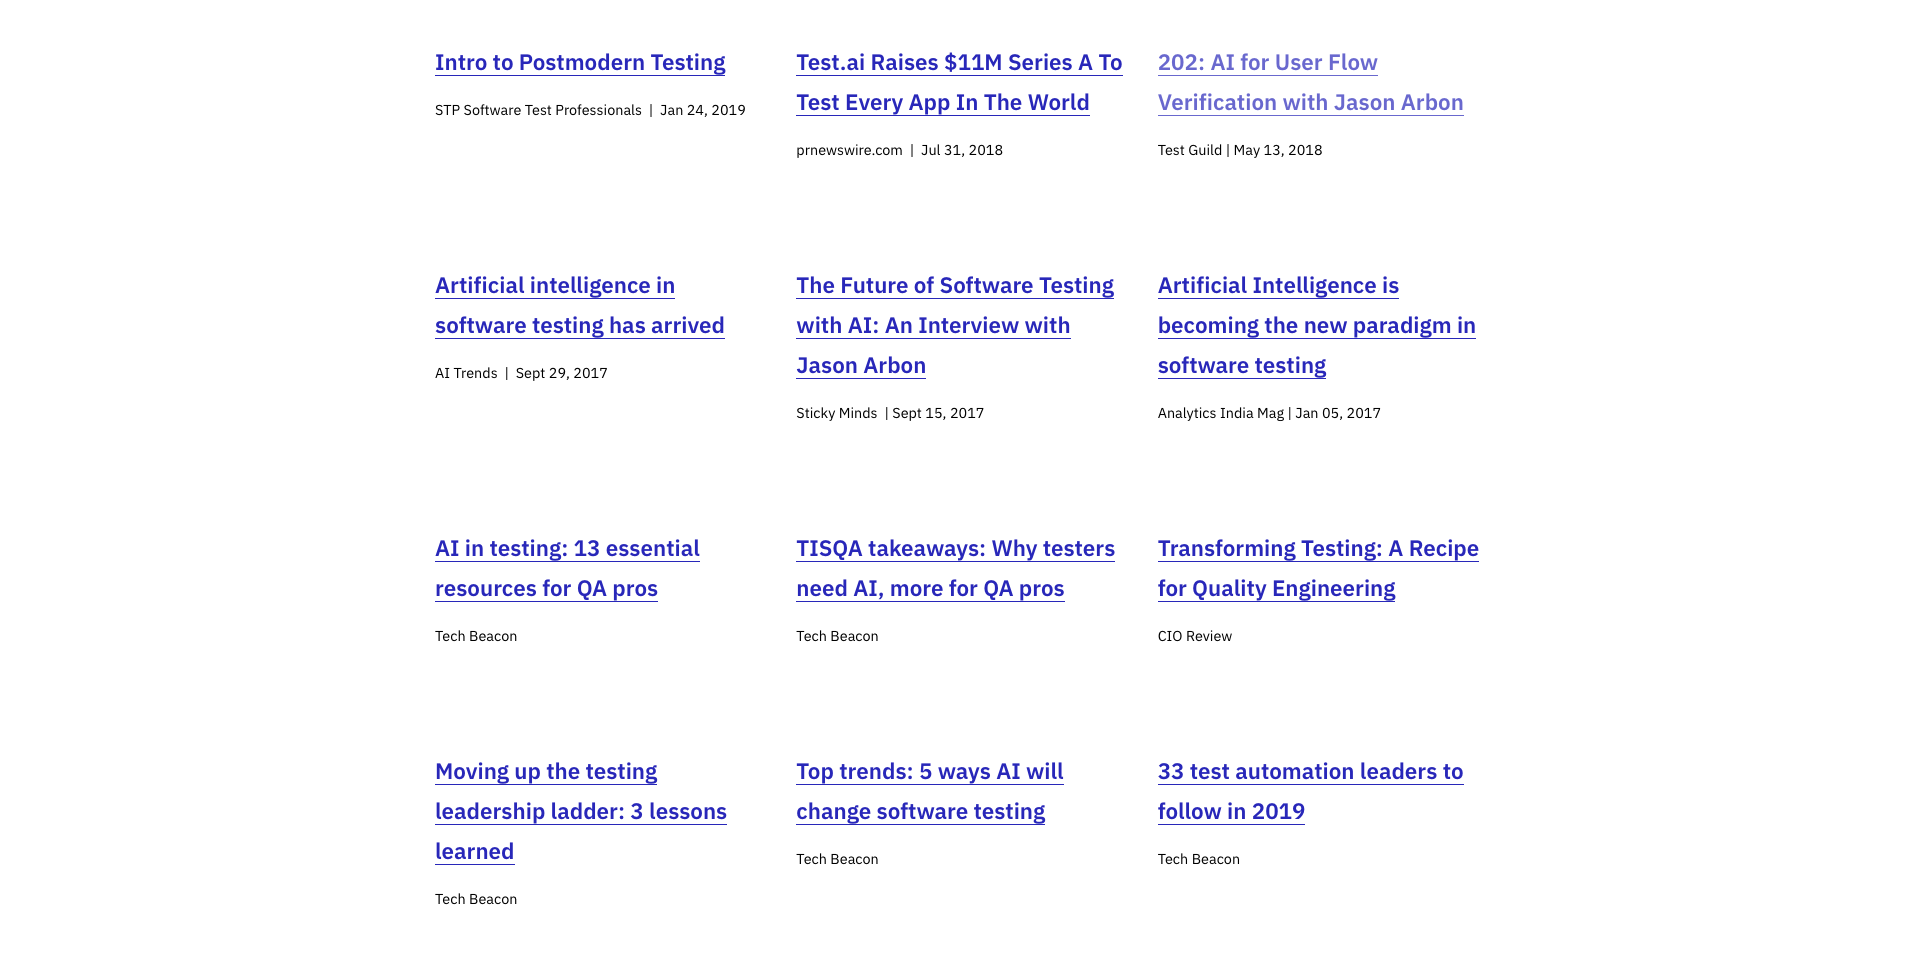 Intro to Postmodern Testing
STP Software Test Professionals | Jan 24, 2019
Test.ai Raises $11M Series A To
Test Every App In The World
prnewswire.com | Jul 31, 2018
202: AI for User Flow
Verification with Jason Arbon
Test Guild | May 13, 2018
Artificial intelligence in
software testing has arrived
AI Trends | Sept 29, 2017
The Future of Software Testing
with AI: An Interview with
Jason Arbon
Sticky Minds | Sept 15, 2017
Artificial Intelligence is
becoming the new paradigm in
software testing
Analytics India Mag | Jan 05, 2017
AI in testing: 13 essential
resources for QA pros
Tech Beacon
TISQA takeaways: Why testers
need AI, more for QA pros
Tech Beacon
Transforming Testing: A Recipe
for Quality Engineering
CIO Review
Moving up the testing
leadership ladder: 3 lessons
learned
Tech Beacon
Top trends: 5 ways AI will
change software testing
Tech Beacon
33 test automation leaders to
follow in 2019
Tech Beacon